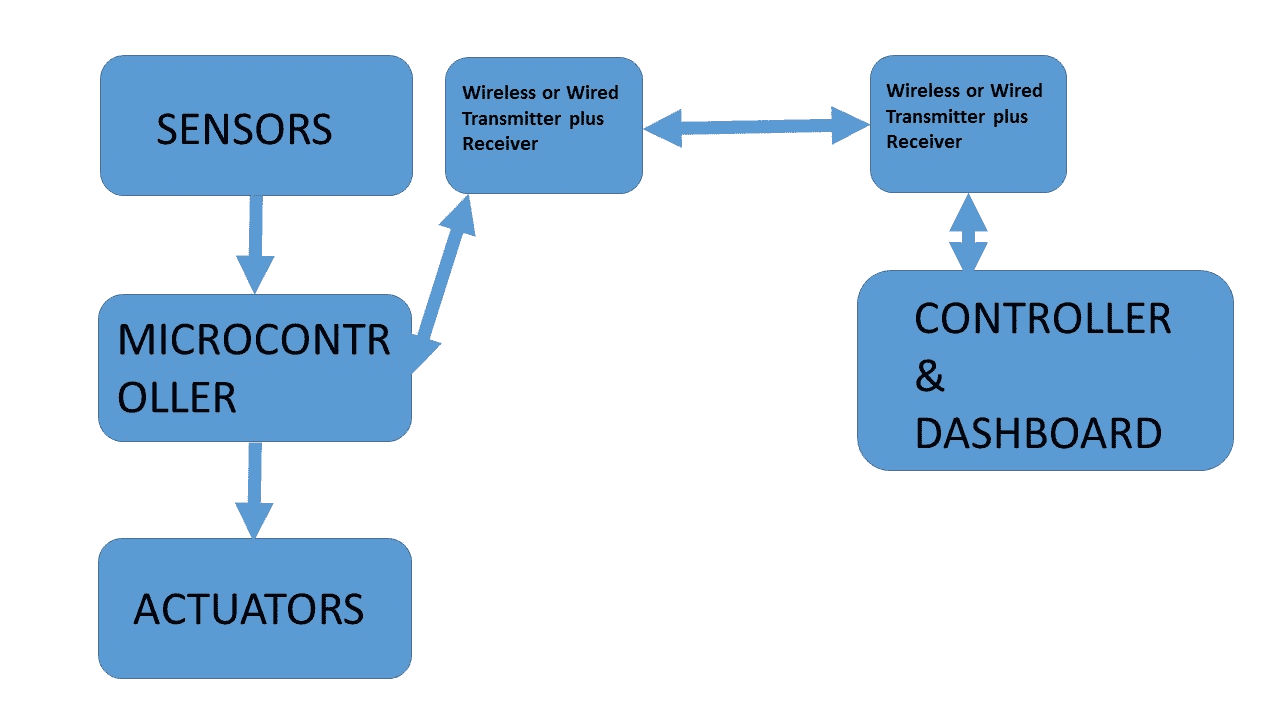 SENSORS
Wireless or Wired
Transmitter plus
Receiver
Wireless or Wired
Transmitter plus
Receiver
MICROCONTR
OLLER
CONTROLLER
&
DASHBOARD
ACTUATORS